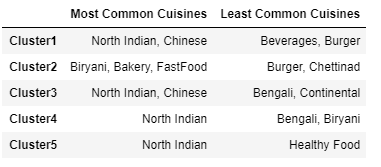 Most Common Cuisines Least Common Cuisines
Cluster1 North Indian, Chinese Beverages, Burger
Cluster2 Biryani, Bakery, FastFood Burger, Chettinad
Cluster3 North Indian, Chinese Bengali, Continental
Cluster4 North Indian Bengali, Biryani
Cluster5 North Indian Healthy Food